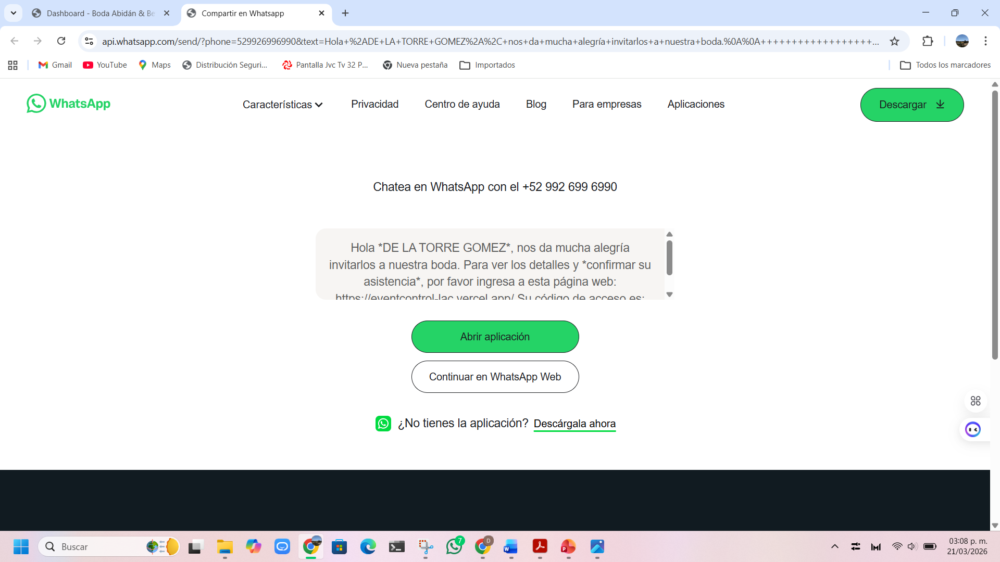 Dashboard - Boda Abidán & Be
Compartir en Whatsapp
api.whatsapp.com/send/?phone=529926996990&text=Hola+%2ADE+LA+TORRE+GOMEZ%2A%2C+nos+da+mucha+alegría+invitarlos+a+nuestra+boda.%0A%0A++++++++++++++++++...
Gmail
YouTube
Maps
Distribución Seguri...
Pantalla Jvc Tv 32 P...
Nueva pestaña
Importados
Todos los marcadores
WhatsApp
Características
Privacidad
Centro de ayuda
Blog
Para empresas
Aplicaciones
Descargar
Chatea en WhatsApp con el +52 992 699 6990
Hola *DE LA TORRE GOMEZ*, nos da mucha alegría
invitarlos a nuestra boda. Para ver los detalles y *confirmar su
asistencia*, por favor ingresa a esta página web:
https://eventcontrol-lac.vercel.app/ Su código de acceso es:
Abrir aplicación
Continuar en WhatsApp Web
¿No tienes la aplicación? Descárgala ahora
Buscar
7
D
03:08 p. m.
21/03/2026